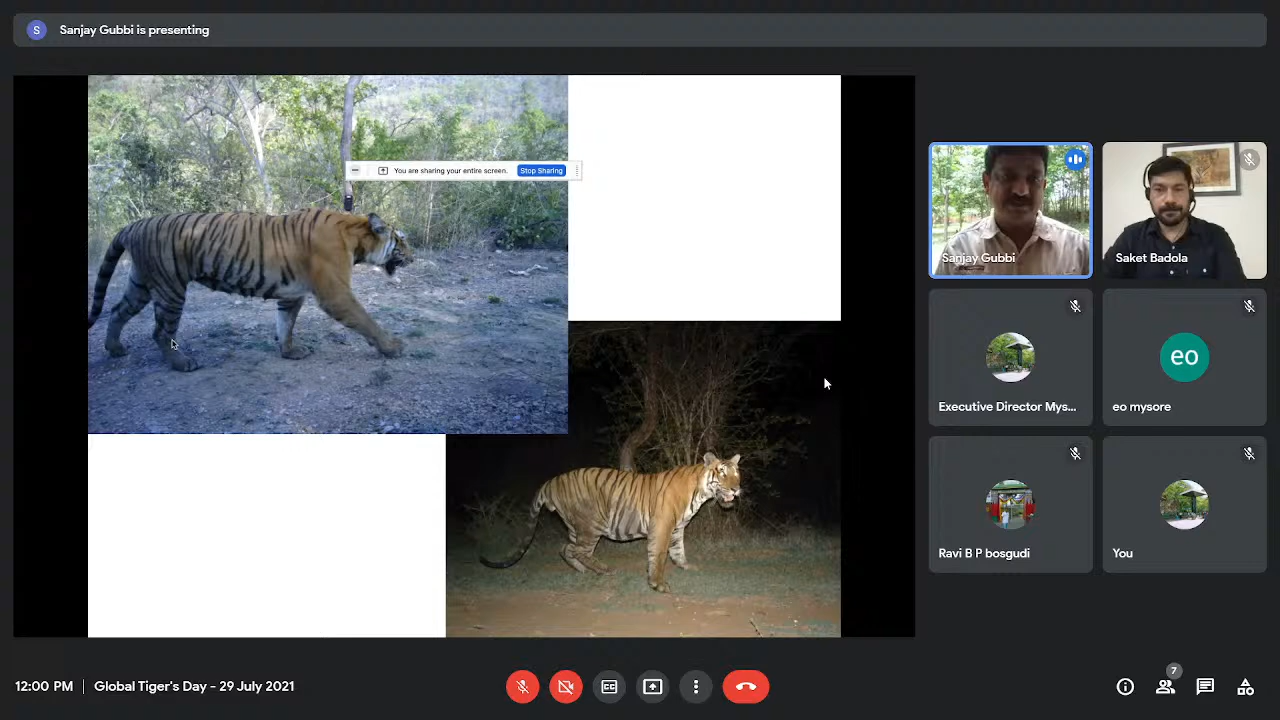 S
Sanjay Gubbi is presenting
You are sharing your entire screen.
Stop Sharing
Sanjay Gubbi
Saket Badola
Executive Director Mys...
eo
eo mysore
Ravi B P bosgudi
You
12:00 PM | Global Tiger's Day - 29 July 2021
CC
7